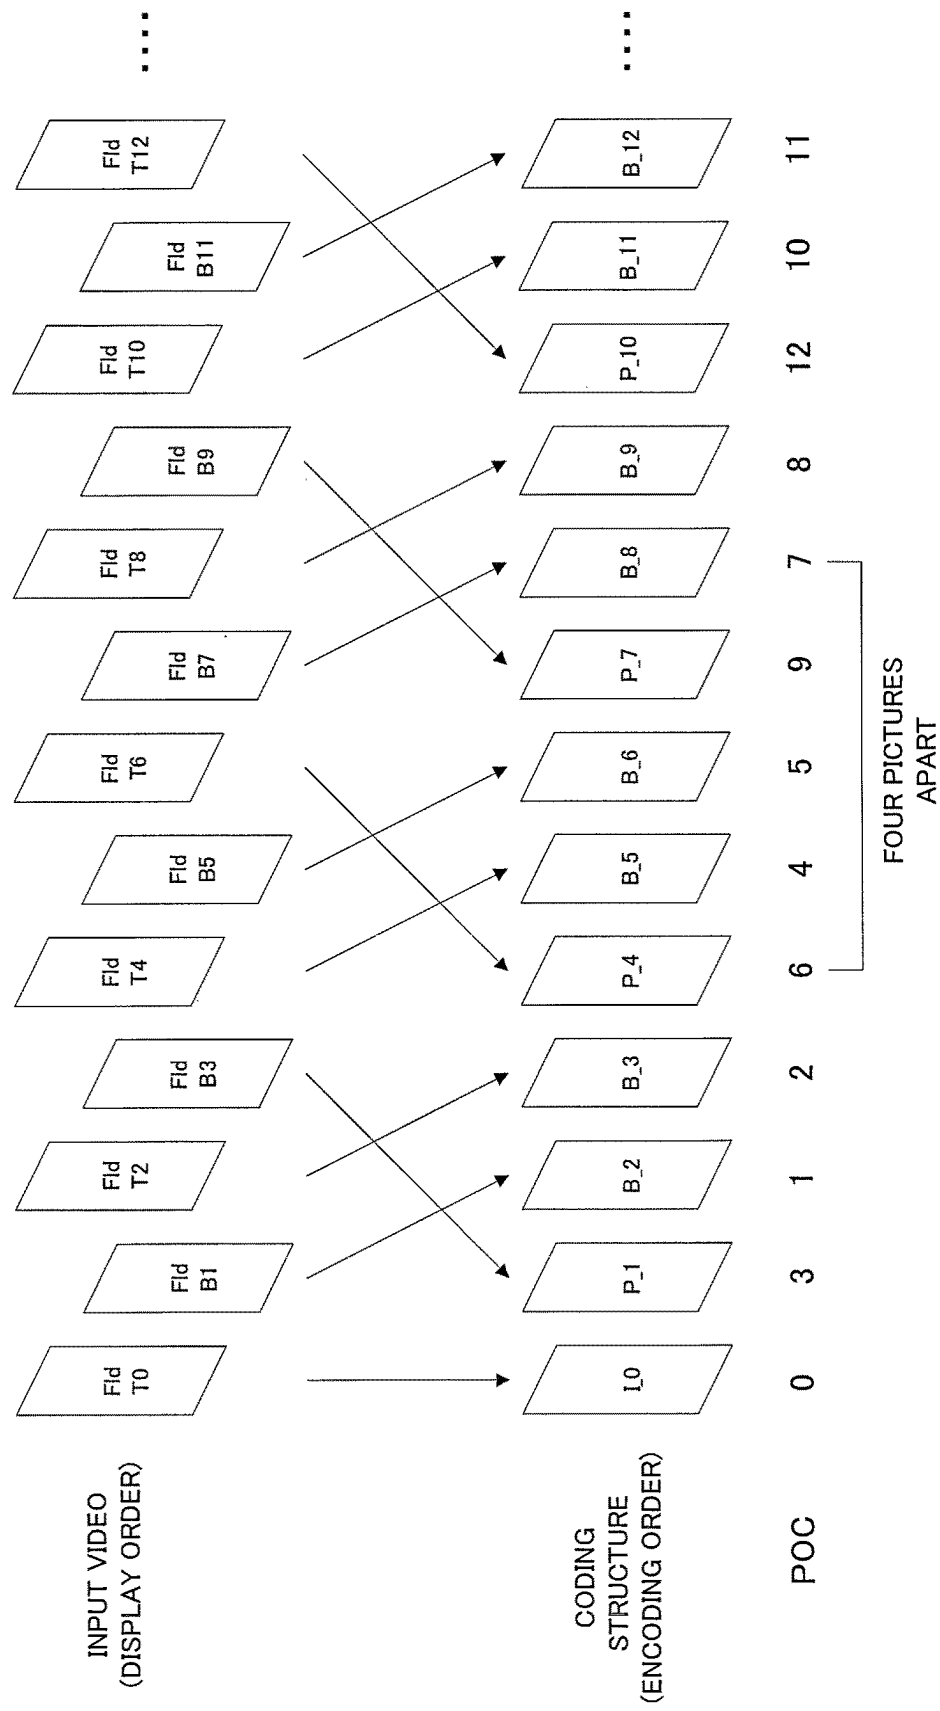 INPUT VIDEO
(DISPLAY ORDER)
Fld
T0
Fld
B1
Fld
T2
Fld
B3
Fld
T4
Fld
B5
Fld
T6
Fld
B7
Fld
T8
Fld
B9
Fld
T10
Fld
B11
Fld
T12
....
CODING
STRUCTURE
(ENCODING ORDER)
I_0
P_1
B_2
B_3
P_4
B_5
B_6
P_7
B_8
B_9
P_10
B_11
B_12
....
POC
0
3
1
2
6
4
5
9
7
8
12
10
11
FOUR PICTURES
APART